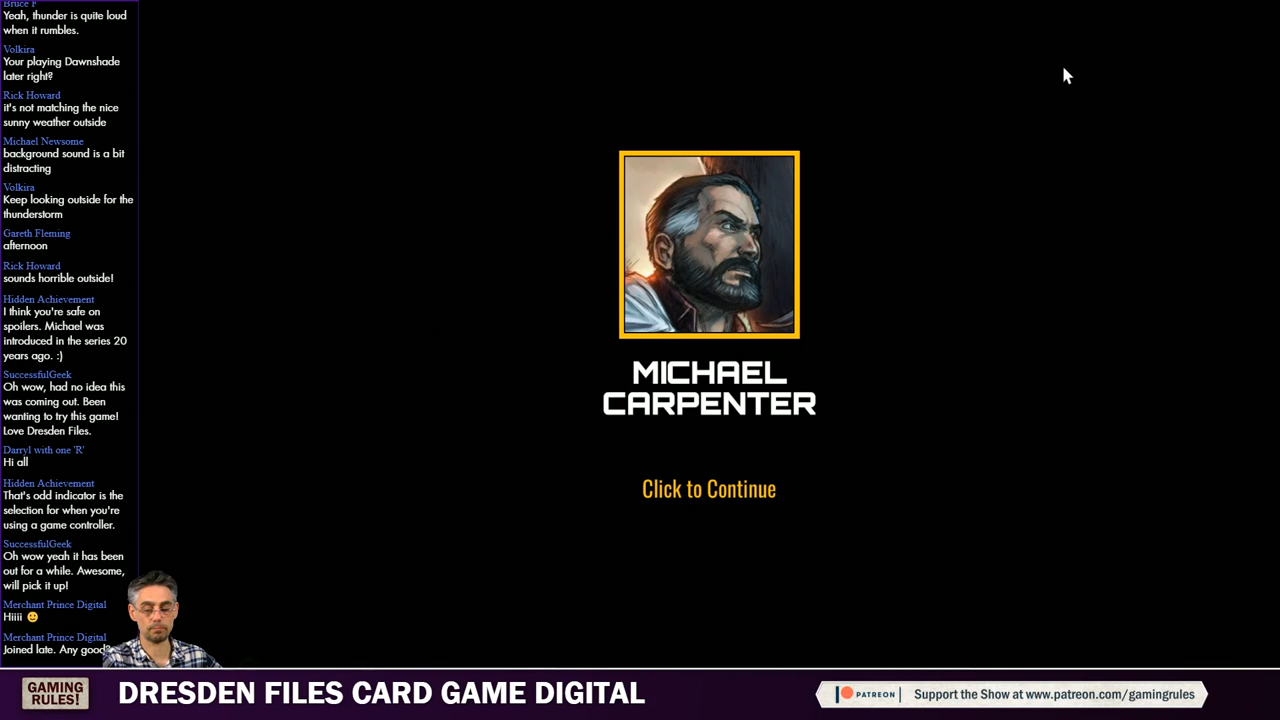 Bruce F
Yeah, thunder is quite loud
when it rumbles.
Volkira
Your playing Dawnshade
later right?
Rick Howard
it's not matching the nice
sunny weather outside
Michael Newsome
background sound is a bit
distracting
Volkira
Keep looking outside for the
thunderstorm
Gareth Fleming
afternoon
Rick Howard
sounds horrible outside!
Hidden Achievement
I think you're safe on
spoilers. Michael was
introduced in the series 20
years ago. :)
SuccessfulGeek
Oh wow, had no idea this
was coming out. Been
wanting to try this game!
Love Dresden Files.
Darryl with one 'R'
Hi all
Hidden Achievement
That's odd indicator is the
selection for when you're
using a game controller.
SuccessfulGeek
Oh wow yeah it has been
out for a while. Awesome,
will pick it up!
Merchant Prince Digital
Hiiii
Merchant Prince Digital
Joined late. Any good?
MICHAEL
CARPENTER
Click to Continue
GAMING
RULES!
DRESDEN FILES CARD GAME DIGITAL
PATREON
Support the Show at www.patreon.com/gamingrules